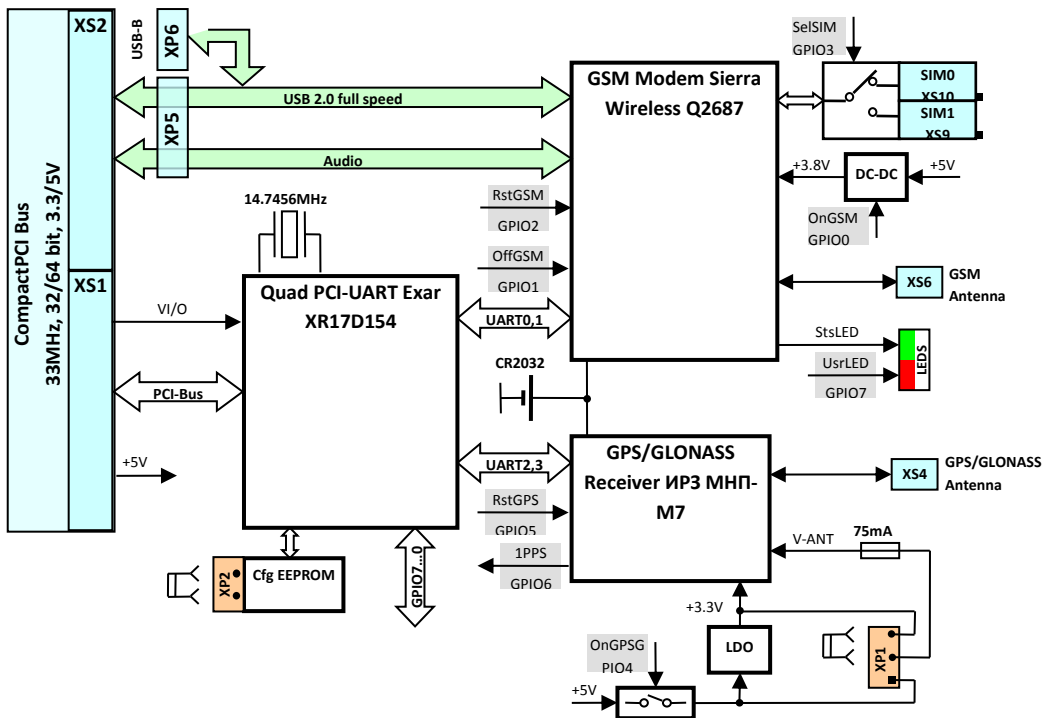 CompactPCI Bus
33MHz, 32/64 bit, 3.3/5V
XS2
XS1
USB-B
XP6
XP5
USB 2.0 full speed
Audio
14.7456MHz
Quad PCI-UART Exar
XR17D154
VI/O
PCI-Bus
+5V
XP2
Cfg EEPROM
GPIO7...0
UART0,1
UART2,3
RstGSM
GPIO2
OffGSM
GPIO1
CR2032
GSM Modem Sierra
Wireless Q2687
SelSIM
GPIO3
SIM0
XS10
SIM1
XS9
+3.8V
DC-DC
+5V
OnGSM
GPIO0
XS6
GSM
Antenna
StsLED
UsrLED
GPIO7
LEDS
GPS/GLONASS
Receiver ИРЗ МНП-
М7
RstGPS
GPIO5
1PPS
GPIO6
XS4
GPS/GLONASS
Antenna
V-ANT
75mA
+3.3V
LDO
XP1
OnGPSG
PIO4
+5V